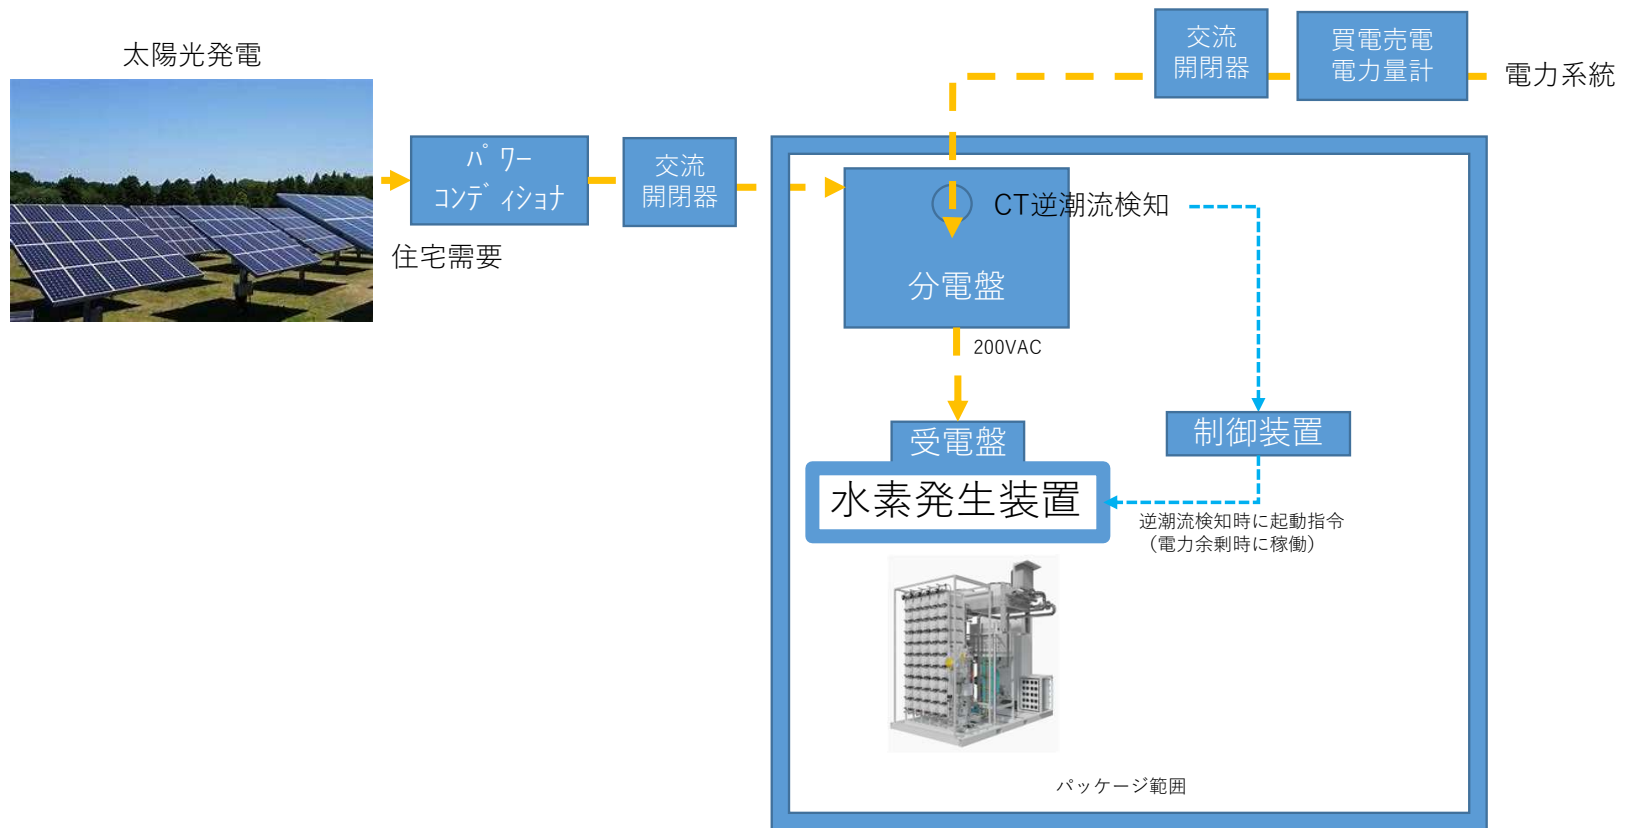 太陽光発電
交流
開閉器
買電売電
電力量計
電力系統
ﾊﾟﾜｰ
ｺﾝﾃﾞｨｼｮﾅ
交流
開閉器
住宅需要
CT逆潮流検知
分電盤
200VAC
受電盤
制御装置
水素発生装置
逆潮流検知時に起動指令
（電力余剰時に稼働）
パッケージ範囲